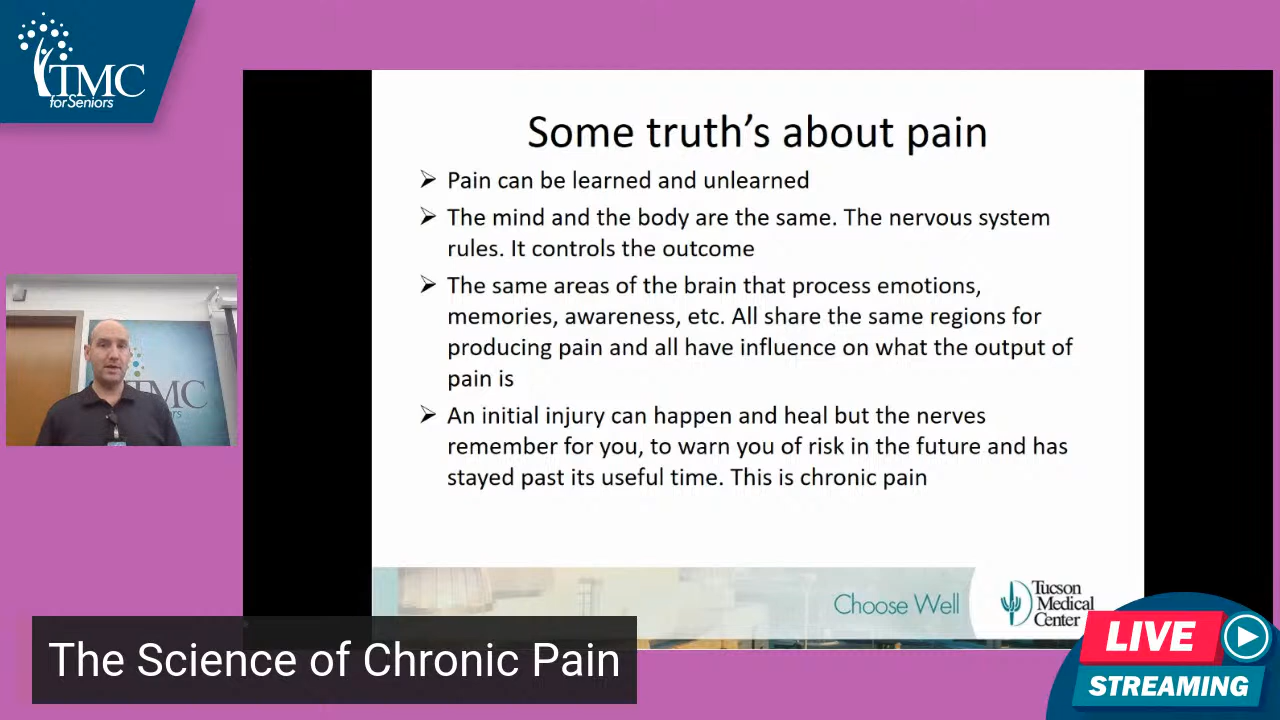 TMC
for Seniors
Some truth's about pain
Pain can be learned and unlearned
The mind and the body are the same. The nervous system
rules. It controls the outcome
The same areas of the brain that process emotions,
memories, awareness, etc. All share the same regions for
producing pain and all have influence on what the output of
pain is
An initial injury can happen and heal but the nerves
remember for you, to warn you of risk in the future and has
stayed past its useful time. This is chronic pain
TMC
Choose Well
Tucson
Medical
Center
The Science of Chronic Pain
LIVE
STREAMING